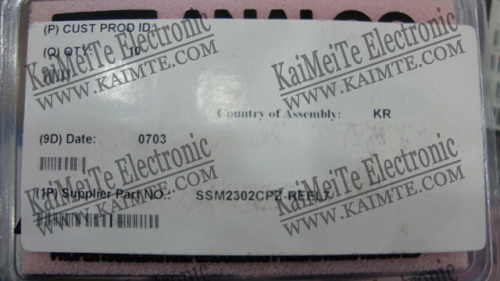 ANALOG
(P) CUST PROD ID:
(Q) QTY: 10
Country of Assembly: KR
(9D) Date: 0703
(1P) Supplier Part NO.: SSM2302CPZ-REEL7
KaiMeiTe Electronic
WWW.KAIMTE.COM
KaiMeiTe Electronic
WWW.KAIMTE.COM
KaiMeiTe Electronic
WWW.KAIMTE.COM
KaiMeiTe Electronic
WWW.KAIMTE.COM